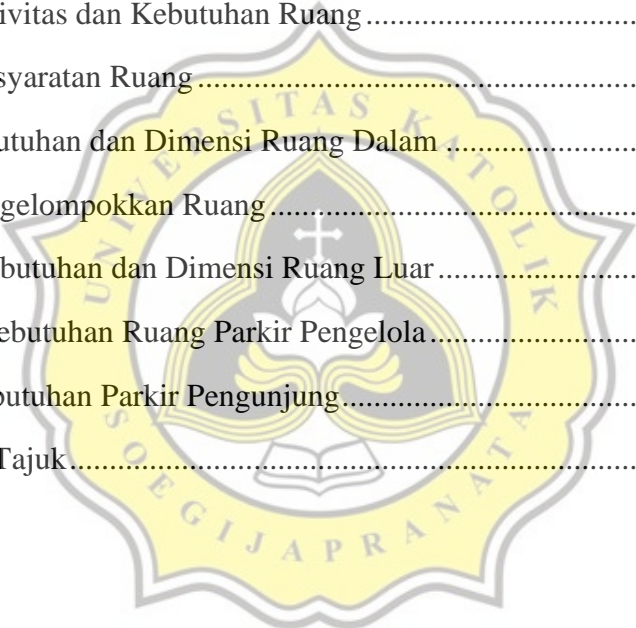 ivitas dan Kebutuhan Ruang ........................................
syaratan Ruang ........................................
utuhan dan Dimensi Ruang Dalam ........................................
gelompokkan Ruang ........................................
butuhan dan Dimensi Ruang Luar ........................................
ebutuhan Ruang Parkir Pengelola ........................................
butuhan Parkir Pengunjung ........................................
Tajuk ........................................
UNIVERSITAS KATOLIK
SOEGIJAPRANATA